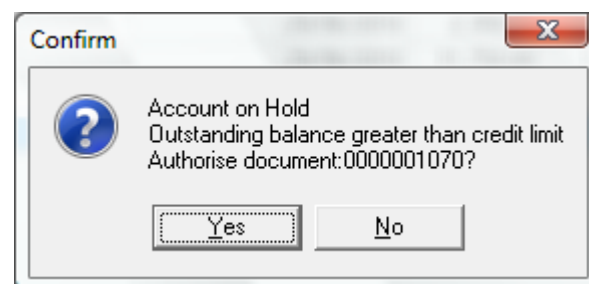 Confirm
Account on Hold
Outstanding balance greater than credit limit
Authorise document:0000001070?
Yes
No